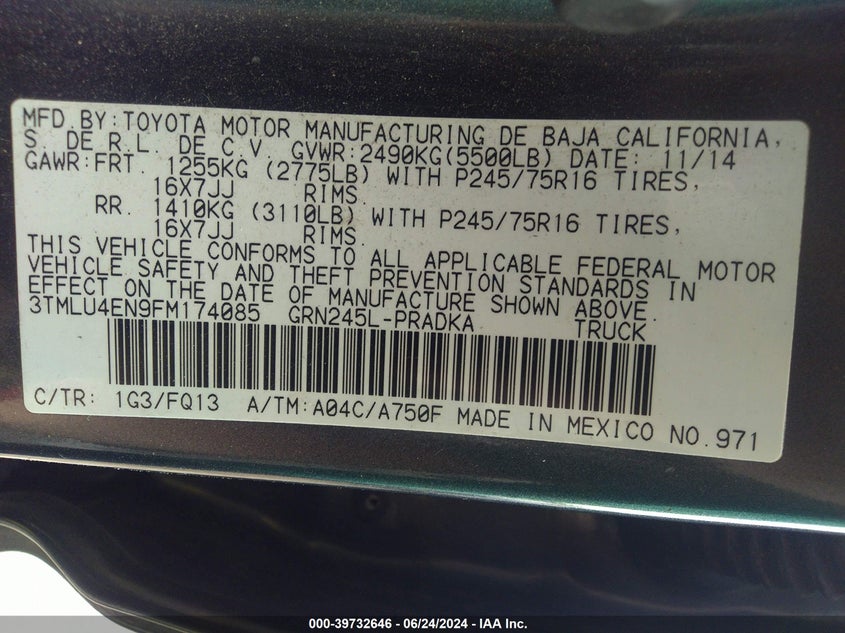 MFD.BY:TOYOTA MOTOR MANUFACTURING DE BAJA CALIFORNIA,
S. DE R.L. DE C.V. GVWR:2490KG(5500LB) DATE: 11/14
GAWR:FRT. 1255KG (2775LB) WITH P245/75R16 TIRES,
16X7JJ RIMS.
RR. 1410KG (3110LB) WITH P245/75R16 TIRES,
16X7JJ RIMS.
THIS VEHICLE CONFORMS TO ALL APPLICABLE FEDERAL MOTOR
VEHICLE SAFETY AND THEFT PREVENTION STANDARDS IN
EFFECT ON THE DATE OF MANUFACTURE SHOWN ABOVE.
3TMLU4EN9FM174085 GRN245L-PRADKA TRUCK
C/TR: 1G3/FQ13 A/TM:A04C/A750F MADE IN MEXICO NO.971
000-39732646 - 06/24/2024 - IAA Inc.